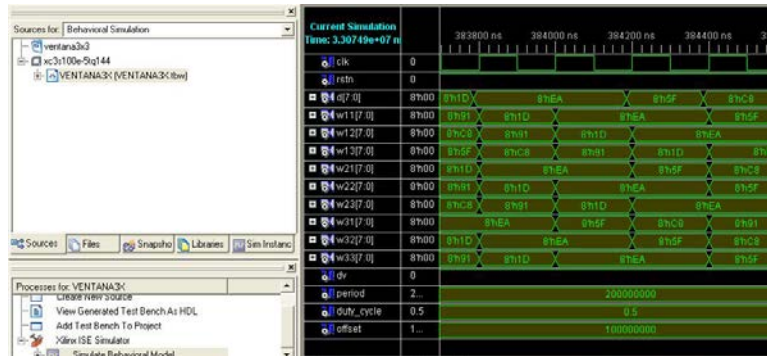 Sources for: Behavioral Simulation
ventana3x3
xc3s100e-5tq144
VENTANA3X (VENTANA3X.tbw)
Sources Files Snapsho Libraries Sim Instanc
Processes for: VENTANA3X
Create New Source
View Generated Test Bench As HDL
Add Test Bench To Project
Xilinx ISE Simulator
Simulate Behavioral Model
Current Simulation
Time: 3.30749e+07 n
383800 ns 384000 ns 384200 ns 384400 ns 3
clk 0
rstn 0
d[7:0] 8'h00 8'h1D 8'hEA 8'h5F 8'hC8
w11[7:0] 8'h00 8'h91 8'h1D 8'hEA 8'h5F
w12[7:0] 8'h00 8'hC8 8'h91 8'h1D 8'hEA
w13[7:0] 8'h00 8'h5F 8'hC8 8'h91 8'h1D 8'h
w21[7:0] 8'h00 8'h1D 8'hEA 8'h5F 8'hC8
w22[7:0] 8'h00 8'h91 8'h1D 8'hEA 8'h5F
w23[7:0] 8'h00 8'hC8 8'h91 8'h1D 8'hEA
w31[7:0] 8'h00 8'hEA 8'h5F 8'hC8 8'h91
w32[7:0] 8'h00 8'h1D 8'hEA 8'h5F 8'hC8
w33[7:0] 8'h00 8'h91 8'h1D 8'hEA 8'h5F
dv 0
period 2... 200000000
duty_cycle 0.5 0.5
offset 1... 100000000